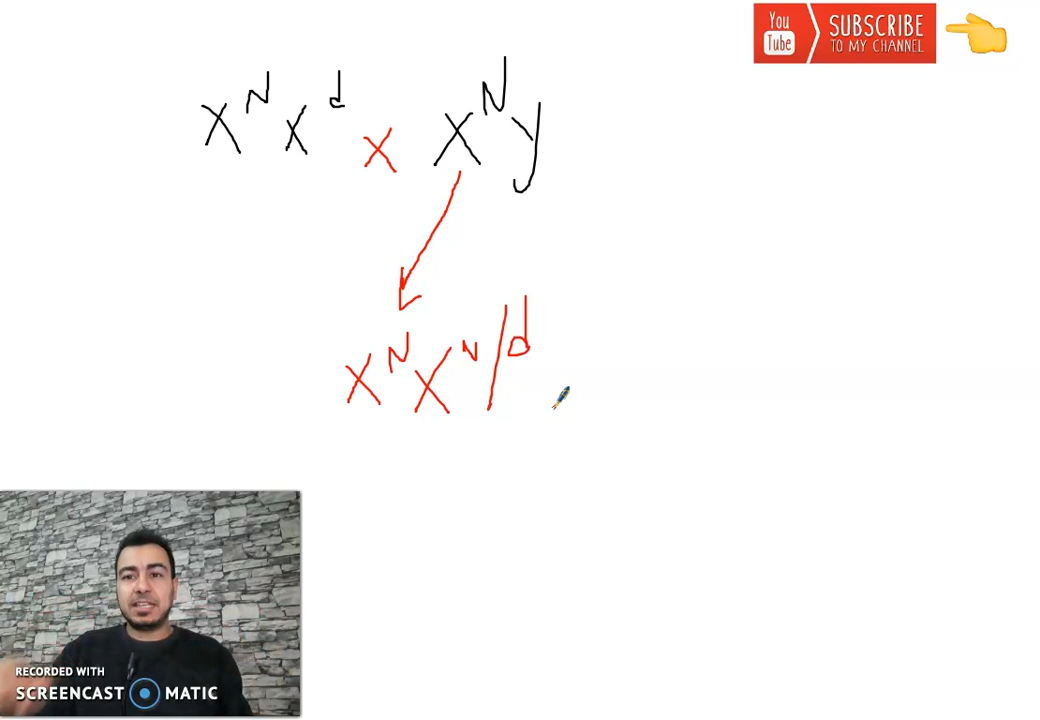 You Tube SUBSCRIBE TO MY CHANNEL
X^N X^d x X^N Y
X^N X^N/d
RECORDED WITH
SCREENCAST MATIC